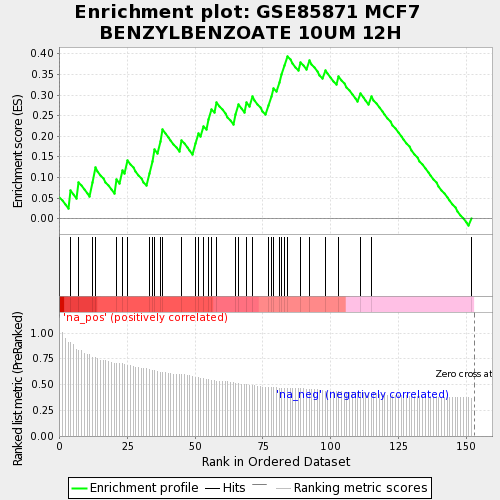 Enrichment plot: GSE85871 MCF7
BENZYLBENZOATE 10UM 12H
Enrichment score (ES)
0.40
0.35
0.30
0.25
0.20
0.15
0.10
0.05
0.00
'na_pos' (positively correlated)
Ranked list metric (PreRanked)
1.00
0.75
0.50
0.25
0.00
Zero cross at
'na_neg' (negatively correlated)
0
25
50
75
100
125
150
Rank in Ordered Dataset
Enrichment profile
Hits
Ranking metric scores